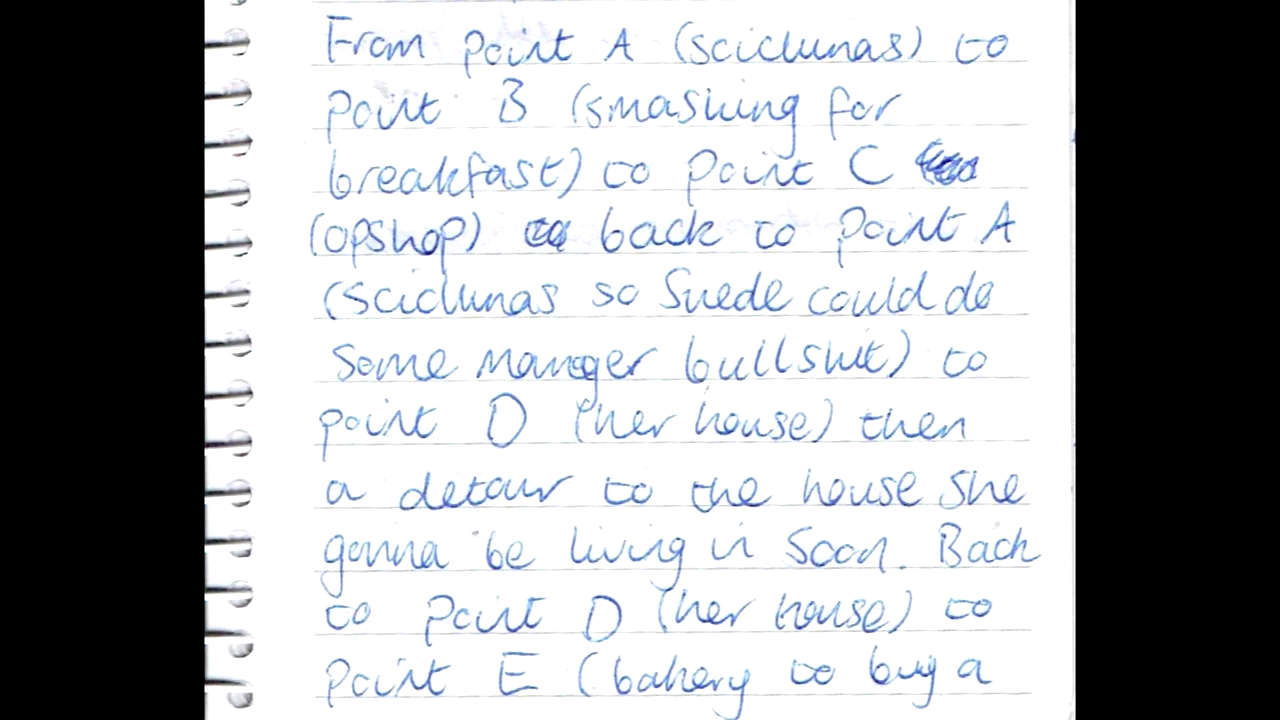 From point A (sciclunas) to
point B (smashing for
breakfast) to point C
(opshop) back to point A
(Sciclunas so Suede could do
some manager bullshit) to
point D (her house) then
a detour to the house she
gonna be living in soon. Back
to point D (her house) to
point E (bakery to buy a